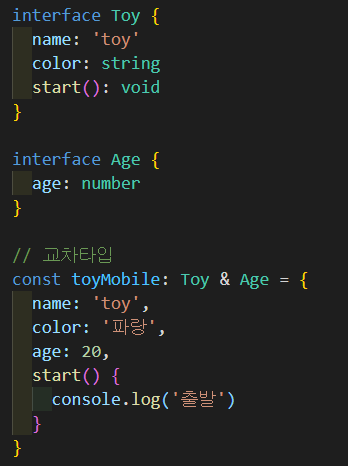 interface Toy {
name: 'toy'
color: string
start(): void
}
interface Age {
age: number
}
// 교차타입
const toyMobile: Toy & Age = {
name: 'toy',
color: '파랑',
age: 20,
start() {
console.log('출발')
}
}